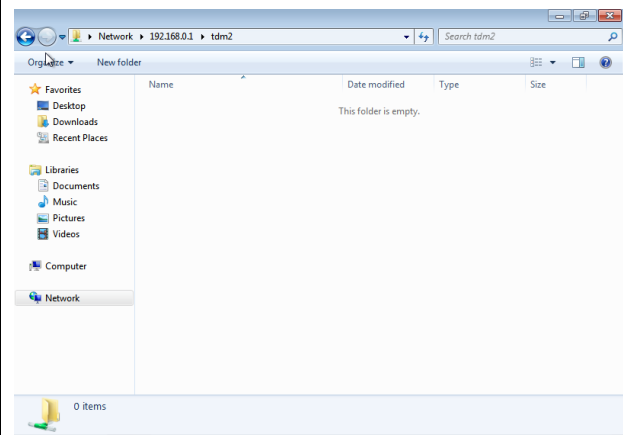 Network 192.168.0.1 tdm2
Search tdm2
New folder
Name Date modified Type Size
This folder is empty.
Favorites
Desktop
Downloads
Recent Places
Libraries
Documents
Music
Pictures
Videos
Computer
Network
0 items